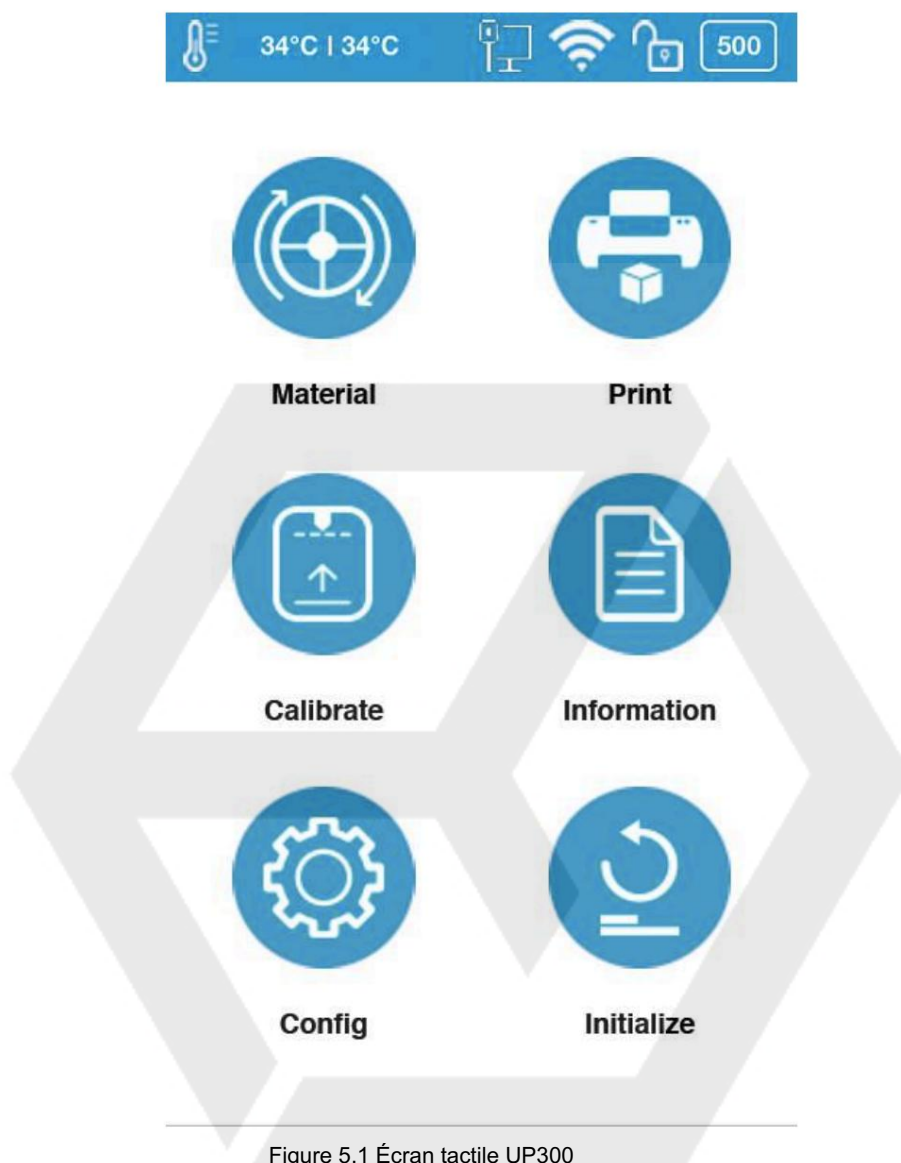 34°C | 34°C 500
Material Print
Calibrate Information
Config Initialize
Figure 5.1 Écran tactile UP300